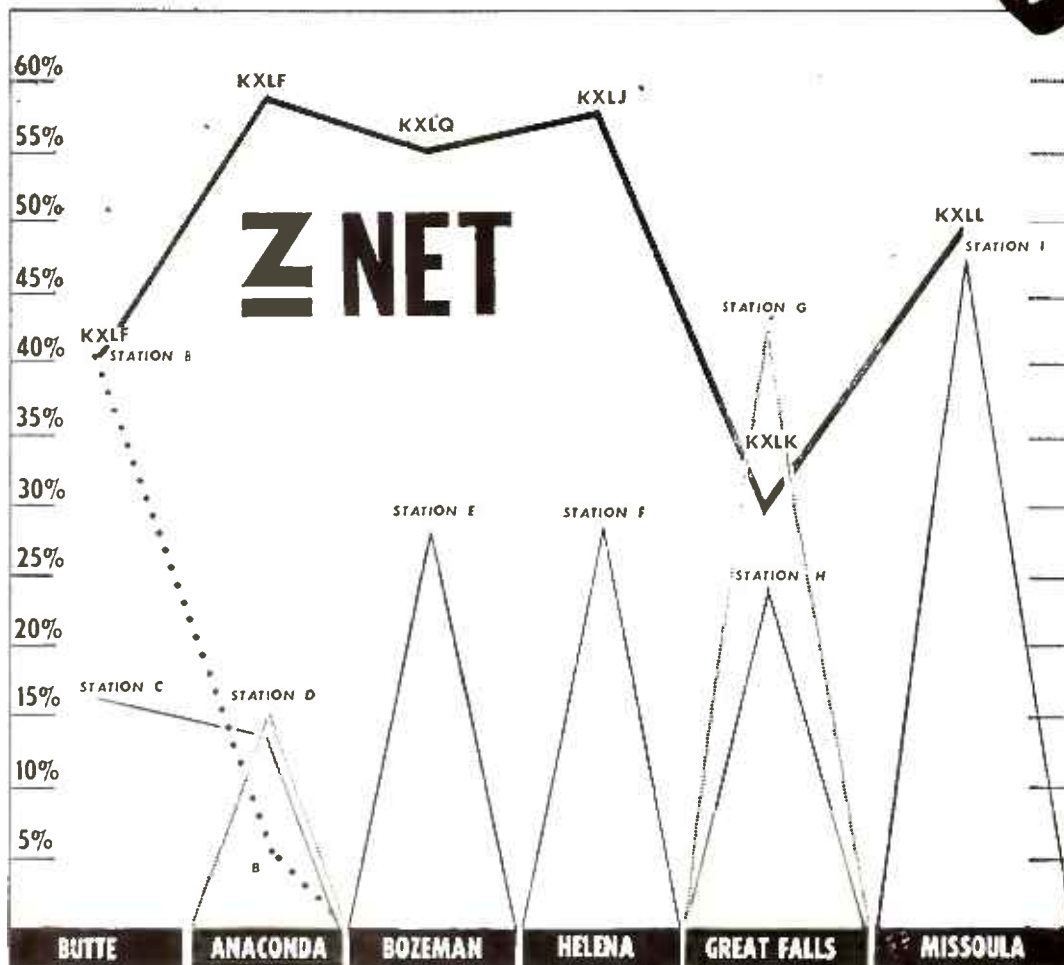 60%
KXLF
KXLJ
KXLQ
55%
50%
KXLL
Z NET
STATION I
45%
STATION G
KXLF
40%
STATION B
35%
KXLK
30%
STATION E
STATION F
25%
STATION H
20%
STATION C
STATION D
15%
10%
5%
B
BUTTE
ANACONDA
BOZEMAN
HELENA
GREAT FALLS
MISSOULA